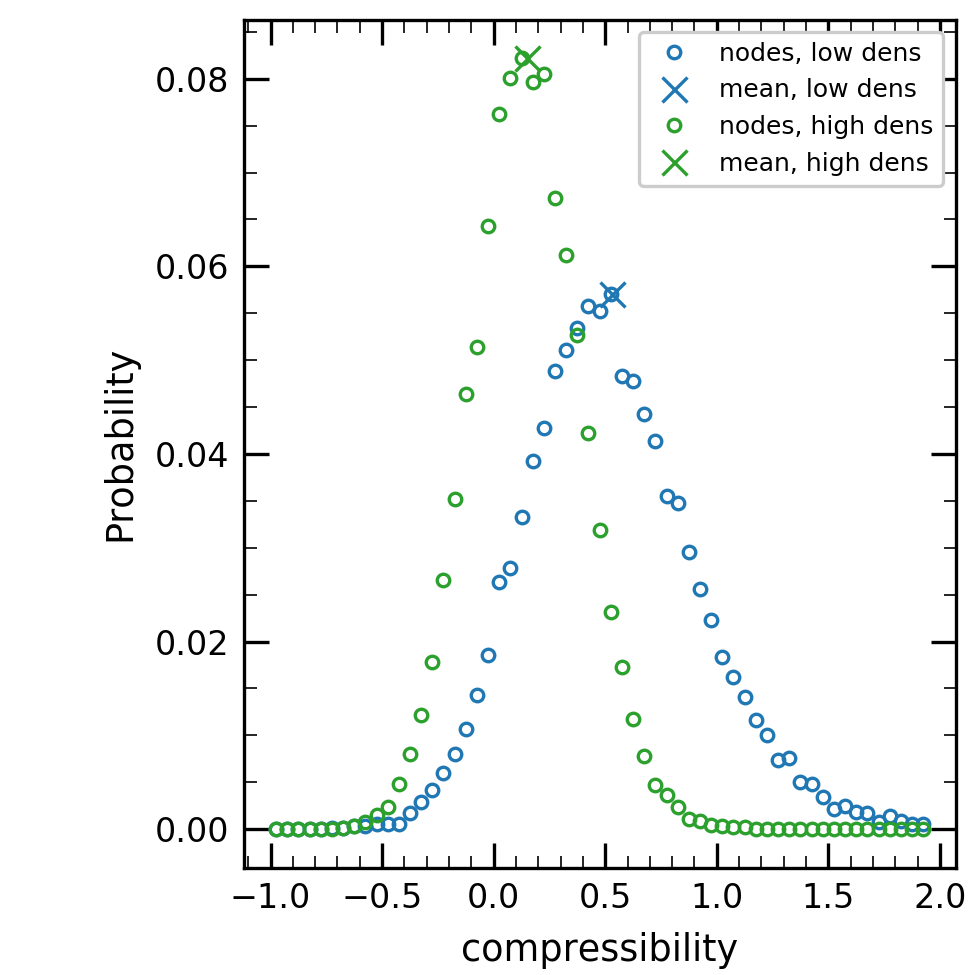 nodes, low dens
mean, low dens
nodes, high dens
mean, high dens
0.08
0.06
0.04
0.02
0.00
Probability
−1.0 −0.5 0.0 0.5 1.0 1.5 2.0
compressibility